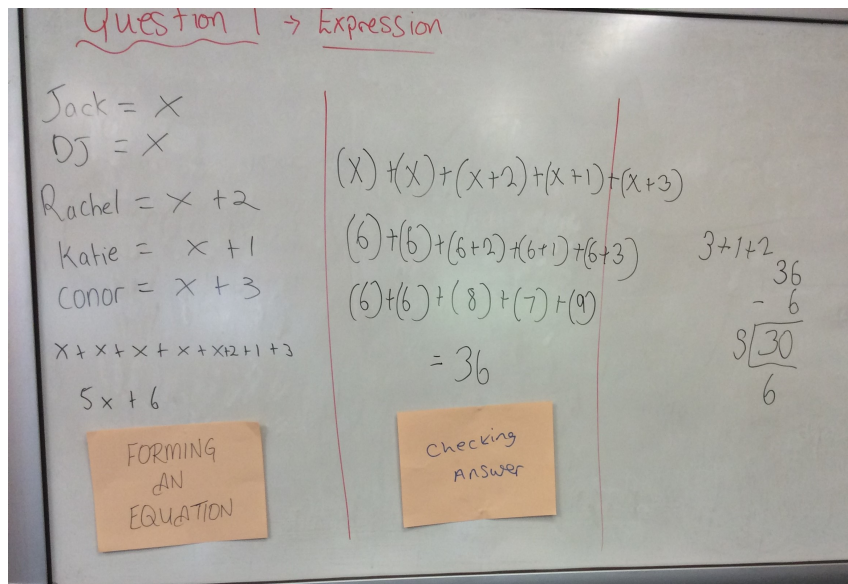 Question 1 → Expression
Jack = x
DJ = x
Rachel = x + 2
Katie = x + 1
Conor = x + 3
x + x + x + x + x+2 + 1 + 3
5x + 6
FORMING
AN
EQUATION
(x) + (x) + (x + 2) + (x + 1) + (x + 3)
(6) + (6) + (6 + 2) + (6 + 1) + (6 + 3)
(6) + (6) + (8) + (7) + (9)
= 36
Checking
Answer
3 + 1 + 2
36
- 6
30
6